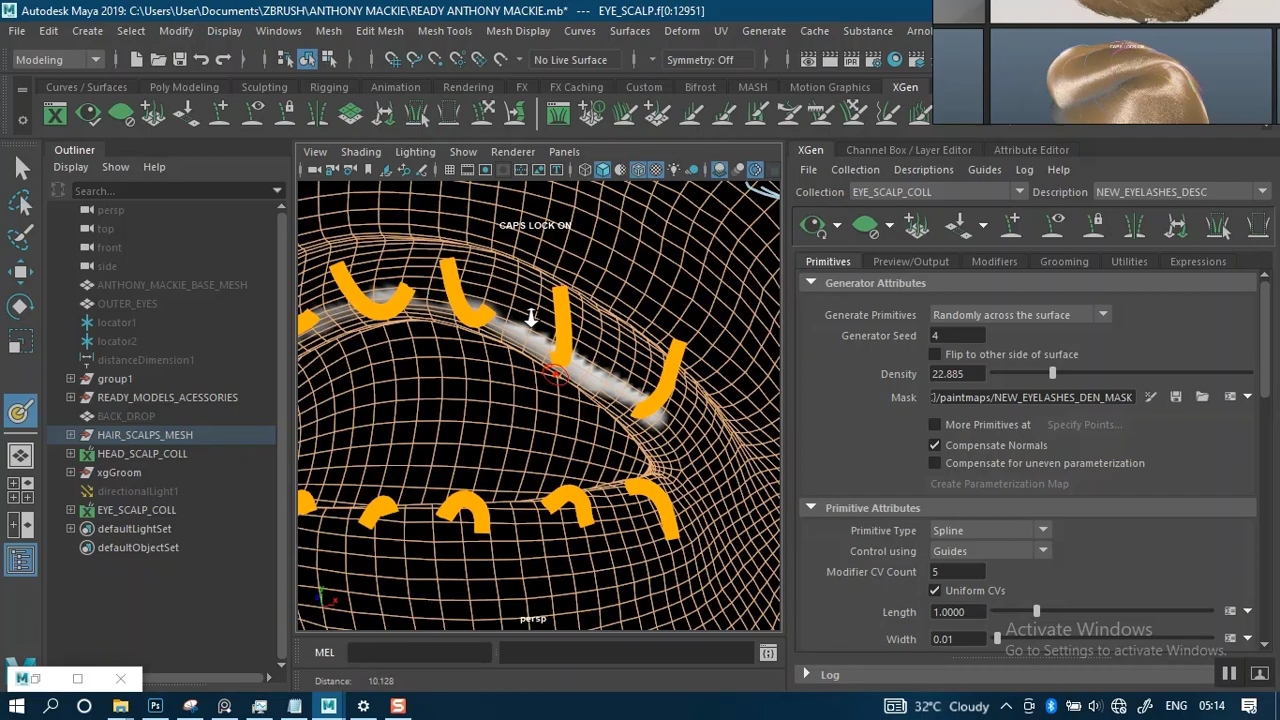 Autodesk Maya 2019: C:\Users\User\Documents\ZBRUSH\ANTHONY MACKIE\READY ANTHONY MACKIE.mb* --- EYE_SCALP.f[0:12951]
File Edit Create Select Modify Display Windows Mesh Edit Mesh Mesh Tools Mesh Display Curves Surfaces Deform UV Generate Cache Substance Arnol
Modeling No Live Surface Symmetry: Off
Curves / Surfaces Poly Modeling Sculpting Rigging Animation Rendering FX FX Caching Custom Bifrost MASH Motion Graphics XGen
IPR
CAPS LOCK ON
Outliner
Display Show Help
Search...
persp
top
front
side
ANTHONY_MACKIE_BASE_MESH
OUTER_EYES
locator1
locator2
distanceDimension1
group1
READY_MODELS_ACESSORIES
BACK_DROP
HAIR_SCALPS_MESH
HEAD_SCALP_COLL
xgGroom
directionalLight1
EYE_SCALP_COLL
defaultLightSet
defaultObjectSet
View Shading Lighting Show Renderer Panels
CAPS LOCK ON
persp
MEL
Distance: 10.128
XGen Channel Box / Layer Editor Attribute Editor
File Collection Descriptions Guides Log Help
Collection EYE_SCALP_COLL Description NEW_EYELASHES_DESC
Primitives Preview/Output Modifiers Grooming Utilities Expressions
Generator Attributes
Generate Primitives Randomly across the surface
Generator Seed 4
Flip to other side of surface
Density 22.885
Mask }/paintmaps/NEW_EYELASHES_DEN_MASK
More Primitives at Specify Points...
Compensate Normals
Compensate for uneven parameterization
Create Parameterization Map
Primitive Attributes
Primitive Type Spline
Control using Guides
Modifier CV Count 5
Uniform CVs
Length 1.0000
Width 0.01
Activate Windows
Go to Settings to activate Windows.
Log
32°C Cloudy ENG 05:14